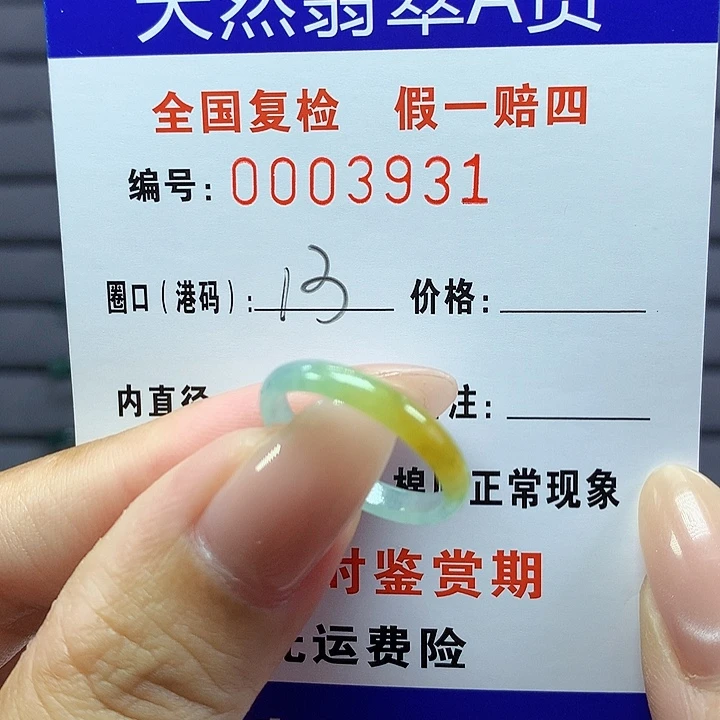 天然翡翠A货
全国复检 假一赔四
编号：0003931
圈口（港码）：13 价格：
内直径 注：
棉 正常现象
时鉴赏期
运费险